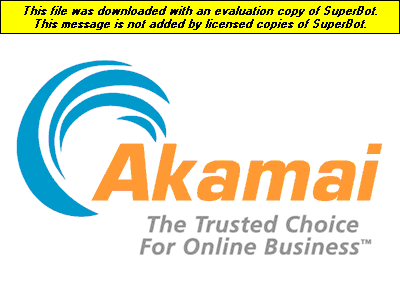 This file was downloaded with an evaluation copy of SuperBot.
This message is not added by licensed copies of SuperBot.
Akamai
The Trusted Choice
For Online Business™